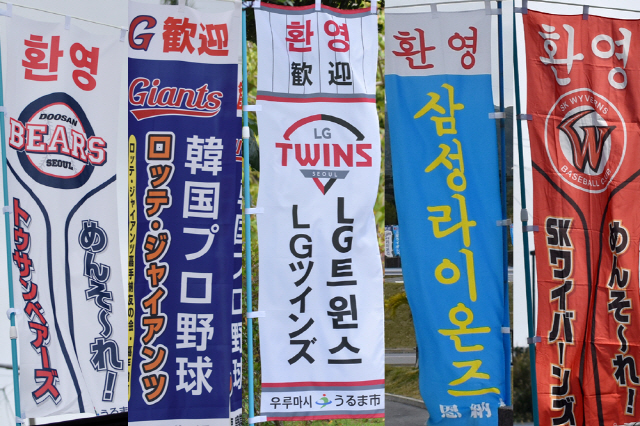 환영
DOOSAN
BEARS
SEOUL
トゥサンベアーズ
めんそ〜れ!
G 歓迎
Giants
韓国プロ野球
ロッテ・ジャイアンツ
환영
歓迎
LG
TWINS
SEOUL
LG트윈스
LGツインズ
우루마시 うるま市
환영
삼성라이온즈
恩納
환영
SK WYVERNS
W
BASEBALL CLUB
めんそ〜れ!
SKワイバーンズ